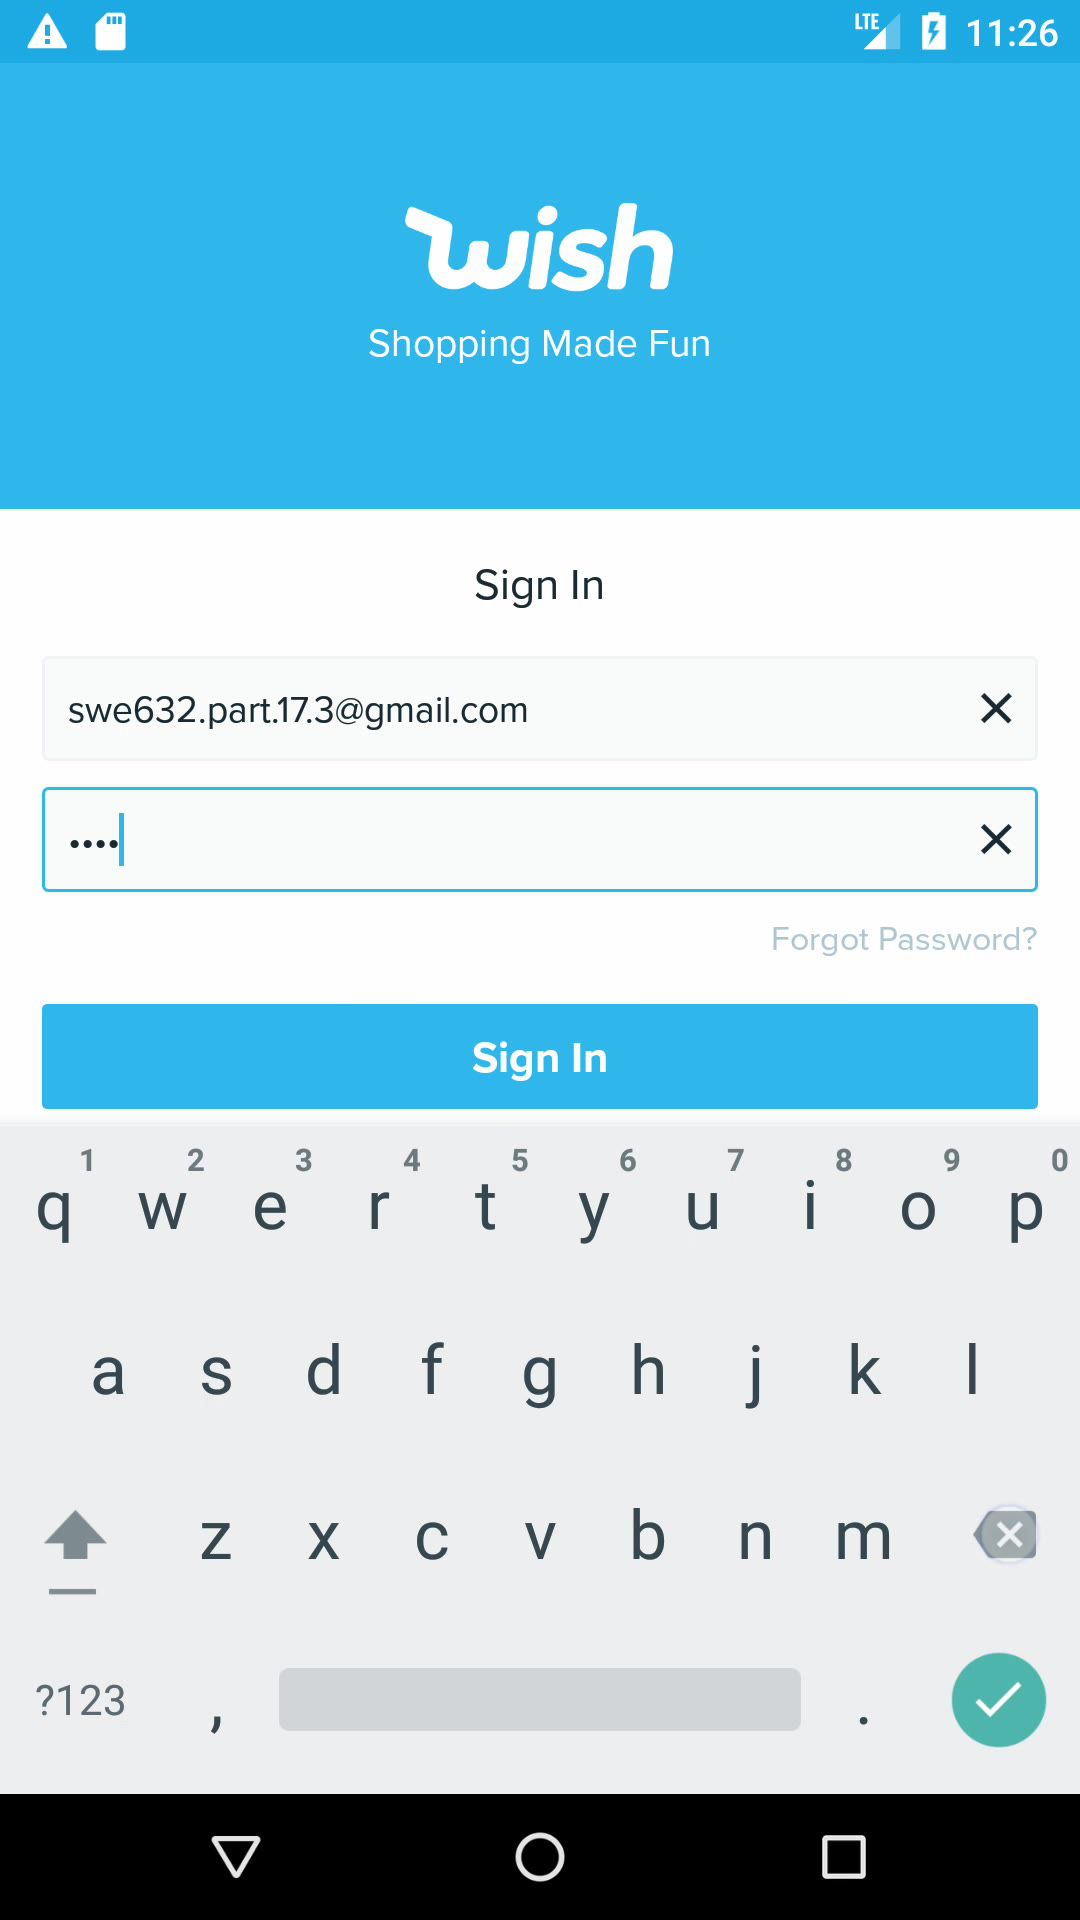 LTE 11:26
wish
Shopping Made Fun
Sign In
swe632.part.17.3@gmail.com
••••
Forgot Password?
Sign In
1 2 3 4 5 6 7 8 9 0
q w e r t y u i o p
a s d f g h j k l
z x c v b n m
?123 , .